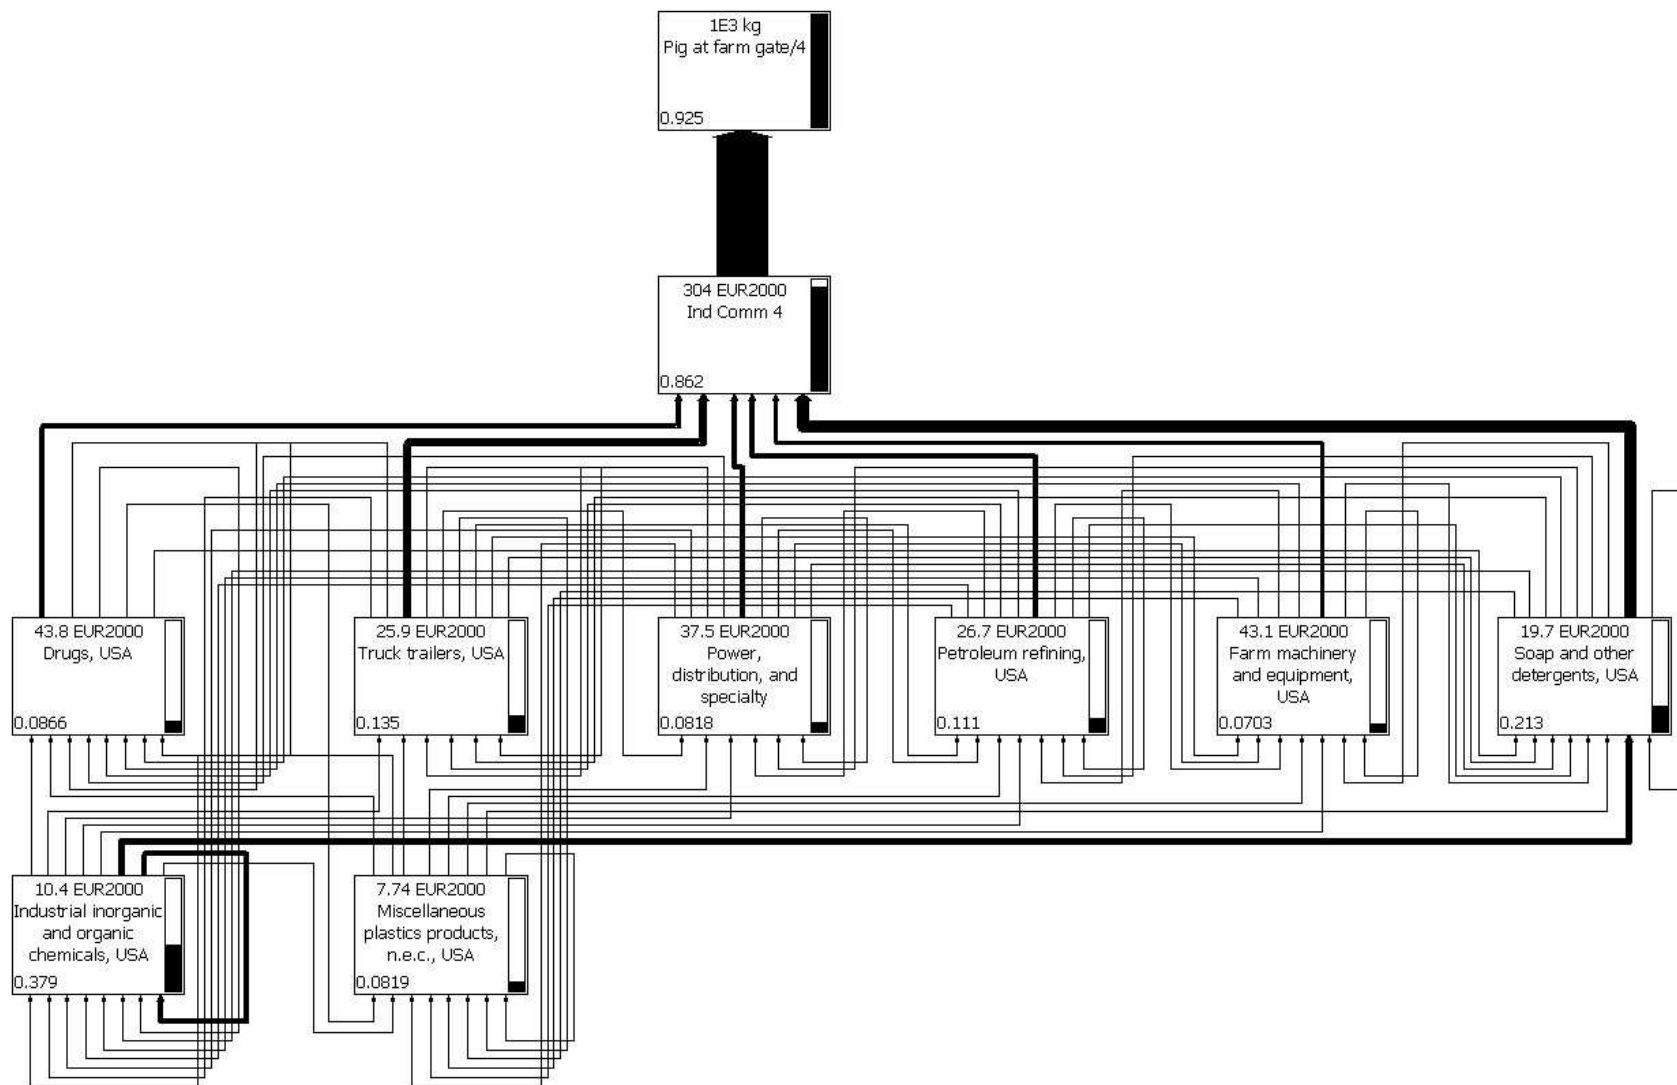 1E3 kg
Pig at farm gate/4
0.925
304 EUR2000
Ind Comm 4
0.862
43.8 EUR2000
Drugs, USA
0.0866
25.9 EUR2000
Truck trailers, USA
0.135
37.5 EUR2000
Power,
distribution, and
specialty
0.0818
26.7 EUR2000
Petroleum refining,
USA
0.111
43.1 EUR2000
Farm machinery
and equipment,
USA
0.0703
19.7 EUR2000
Soap and other
detergents, USA
0.213
10.4 EUR2000
Industrial inorganic
and organic
chemicals, USA
0.379
7.74 EUR2000
Miscellaneous
plastics products,
n.e.c., USA
0.0819